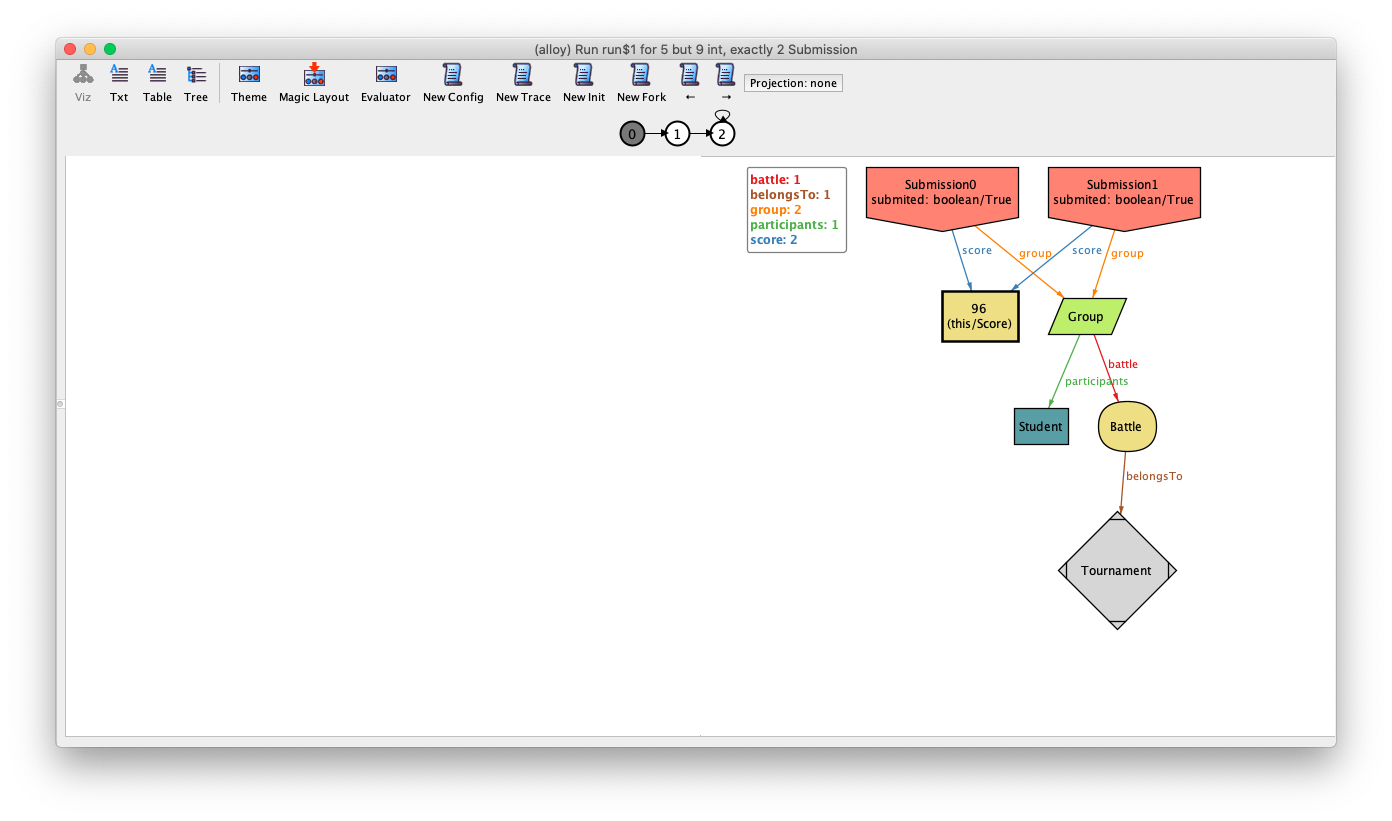 (alloy) Run run$1 for 5 but 9 int, exactly 2 Submission
Viz Txt Table Tree Theme Magic Layout Evaluator New Config New Trace New Init New Fork ← → Projection: none
0 1 2
battle: 1
belongsTo: 1
group: 2
participants: 1
score: 2
Submission0
submited: boolean/True
Submission1
submited: boolean/True
score group score group
96
(this/Score)
Group
battle
participants
Student
Battle
belongsTo
Tournament